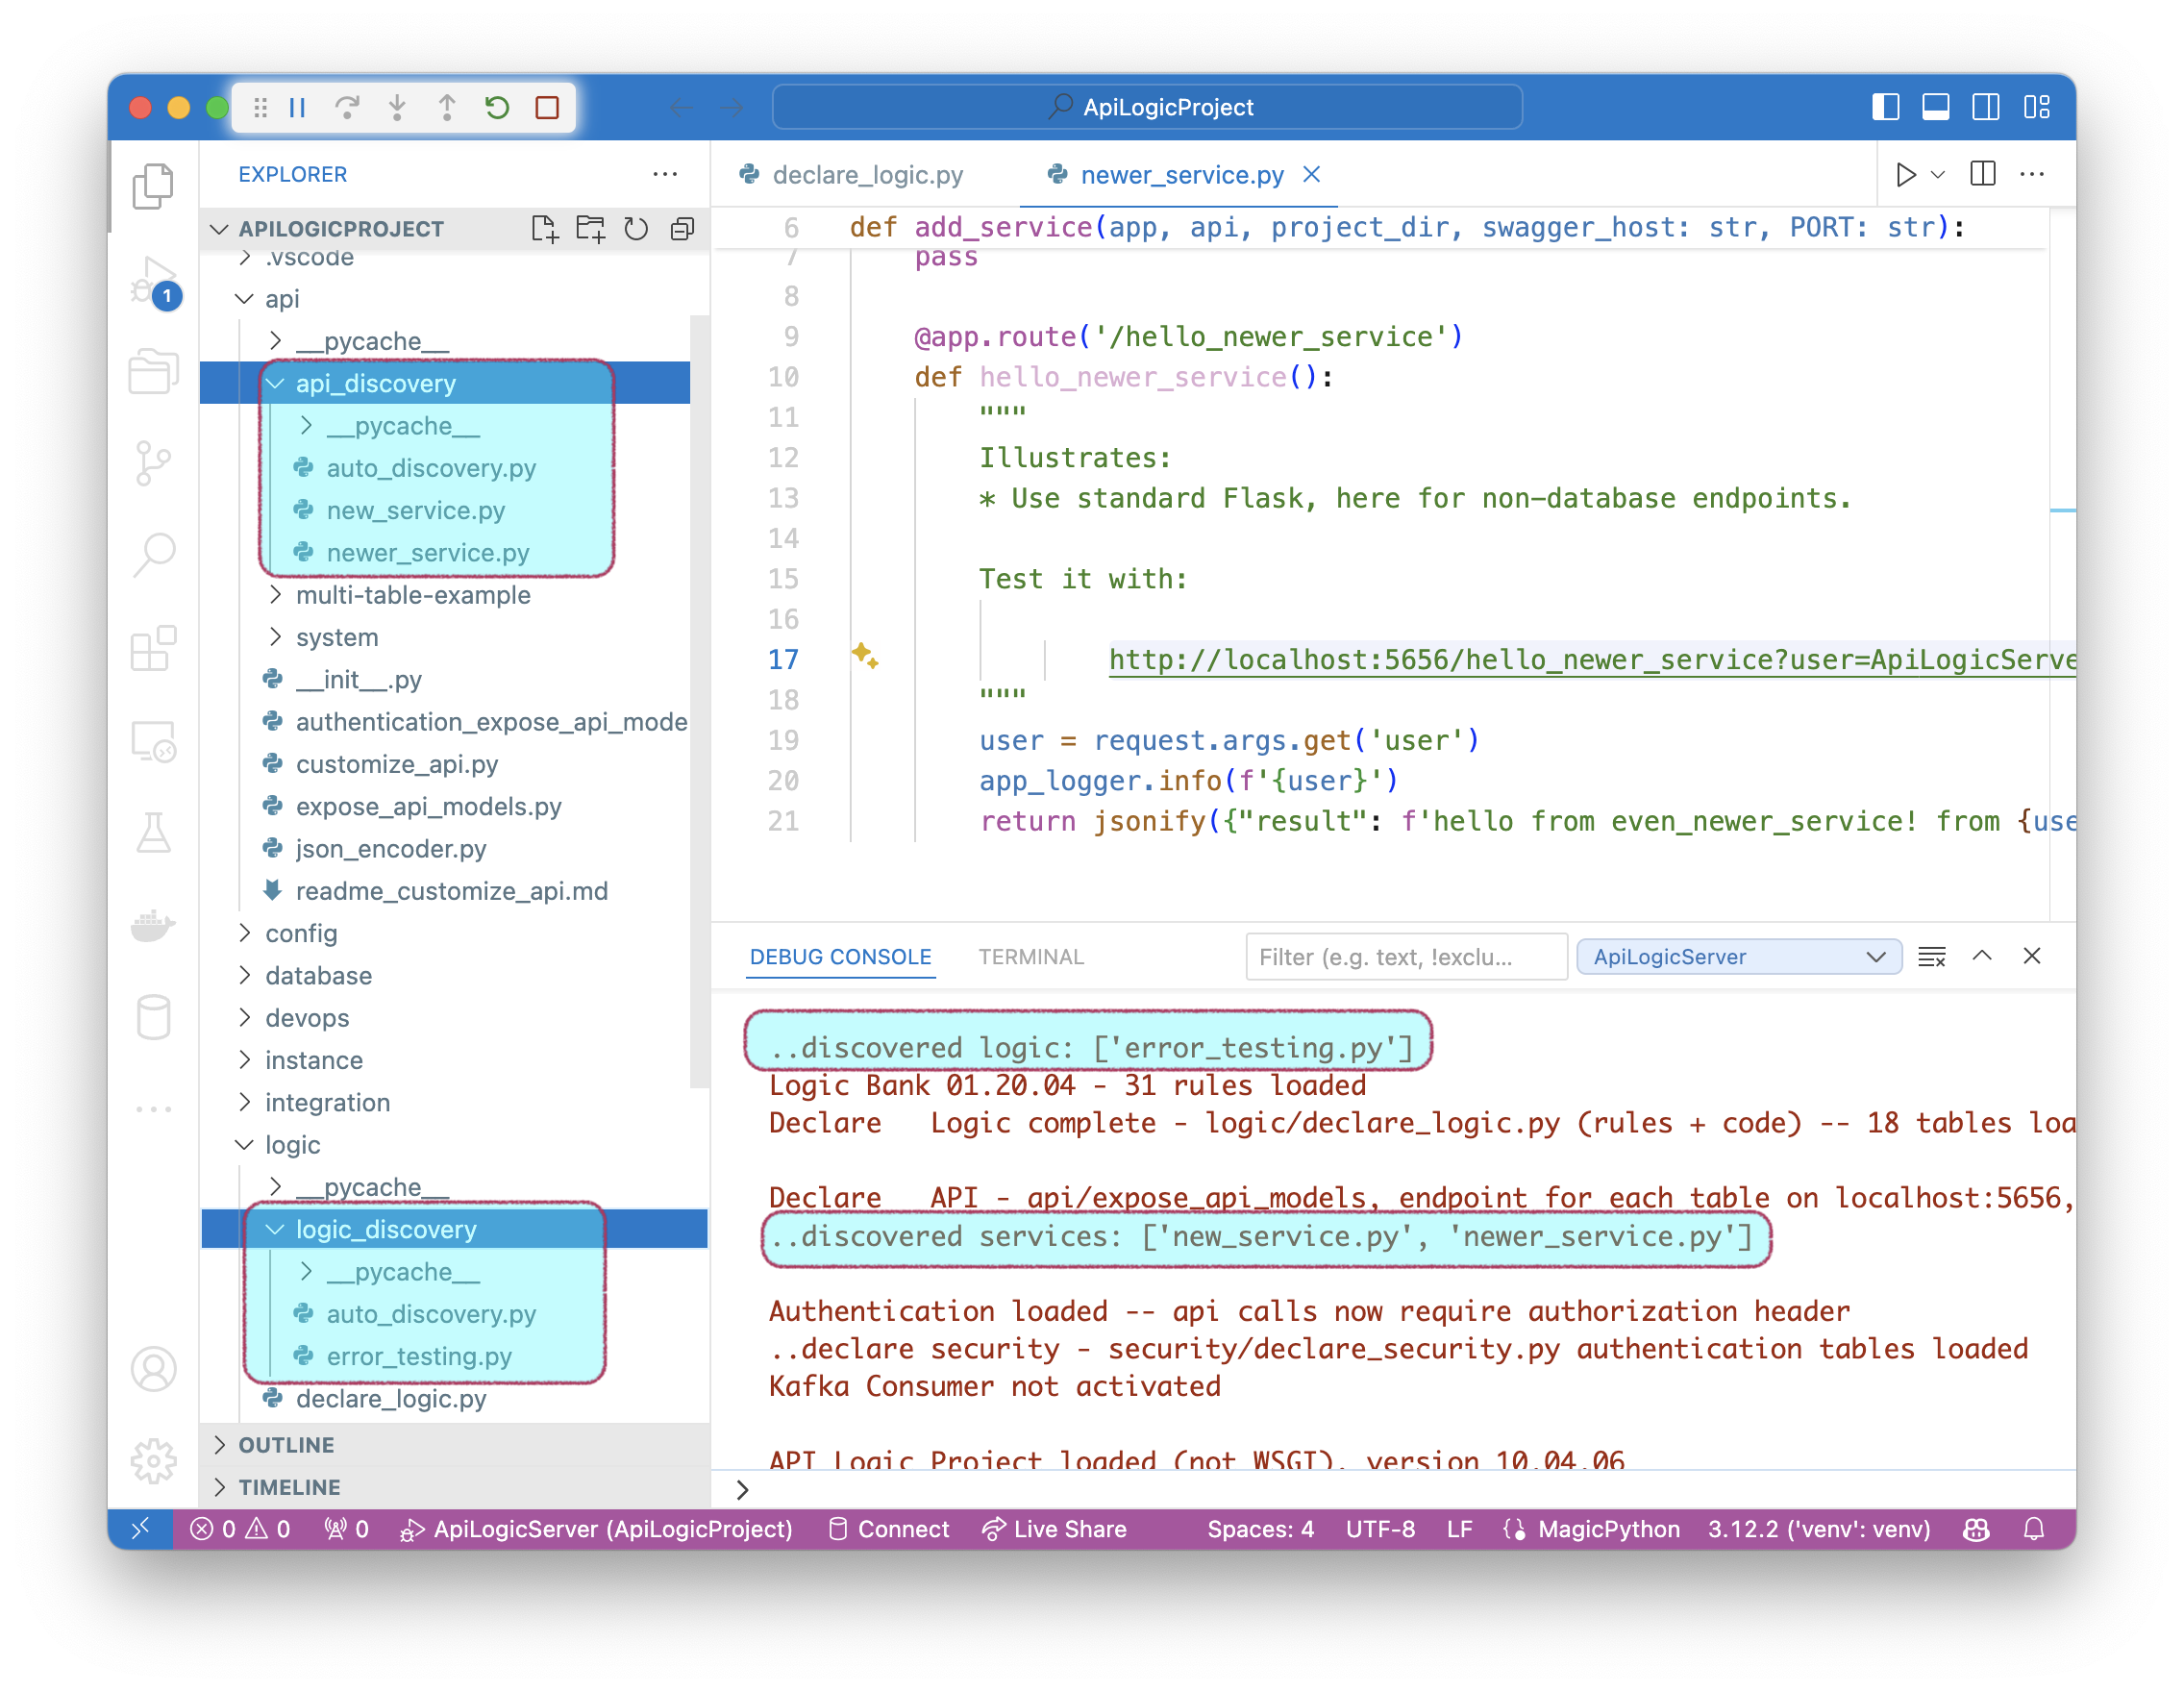 ApiLogicProject
EXPLORER
APILOGICPROJECT
.vscode
api
__pycache__
api_discovery
__pycache__
auto_discovery.py
new_service.py
newer_service.py
multi-table-example
system
__init__.py
authentication_expose_api_mode
customize_api.py
expose_api_models.py
json_encoder.py
readme_customize_api.md
config
database
devops
instance
integration
logic
__pycache__
logic_discovery
__pycache__
auto_discovery.py
error_testing.py
declare_logic.py
OUTLINE
TIMELINE
1
declare_logic.py newer_service.py
6 def add_service(app, api, project_dir, swagger_host: str, PORT: str):
7 pass
8
9 @app.route('/hello_newer_service')
10 def hello_newer_service():
11 """
12 Illustrates:
13 * Use standard Flask, here for non-database endpoints.
14
15 Test it with:
16
17 http://localhost:5656/hello_newer_service?user=ApiLogicServe
18 """
19 user = request.args.get('user')
20 app_logger.info(f'{user}')
21 return jsonify({"result": f'hello from even_newer_service! from {use
DEBUG CONSOLE TERMINAL Filter (e.g. text, !exclu... ApiLogicServer
..discovered logic: ['error_testing.py']
Logic Bank 01.20.04 - 31 rules loaded
Declare   Logic complete - logic/declare_logic.py (rules + code) -- 18 tables loa
Declare   API - api/expose_api_models, endpoint for each table on localhost:5656,
..discovered services: ['new_service.py', 'newer_service.py']
Authentication loaded -- api calls now require authorization header
..declare security - security/declare_security.py authentication tables loaded
Kafka Consumer not activated
API Logic Project loaded (not WSGI), version 10.04.06
0 0 0 ApiLogicServer (ApiLogicProject) Connect Live Share Spaces: 4 UTF-8 LF MagicPython 3.12.2 ('venv': venv)